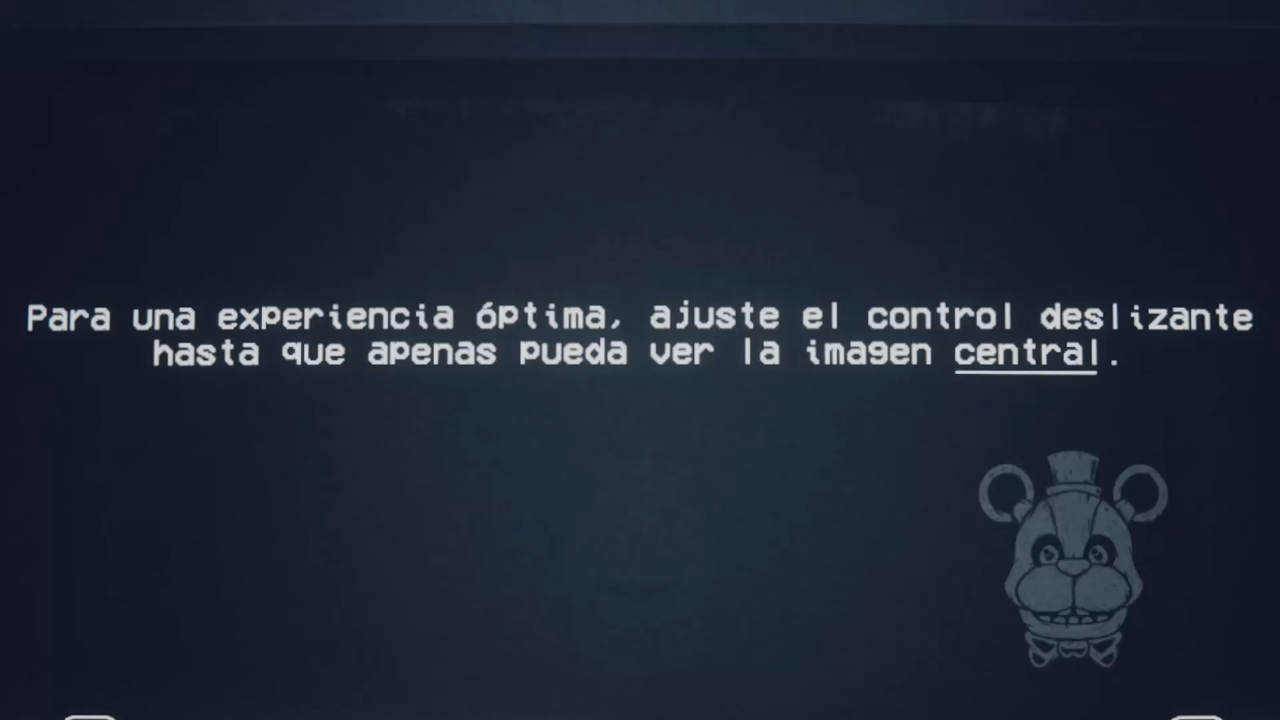 Para una experiencia óptima, ajuste el control deslizante
hasta que apenas pueda ver la imagen central.